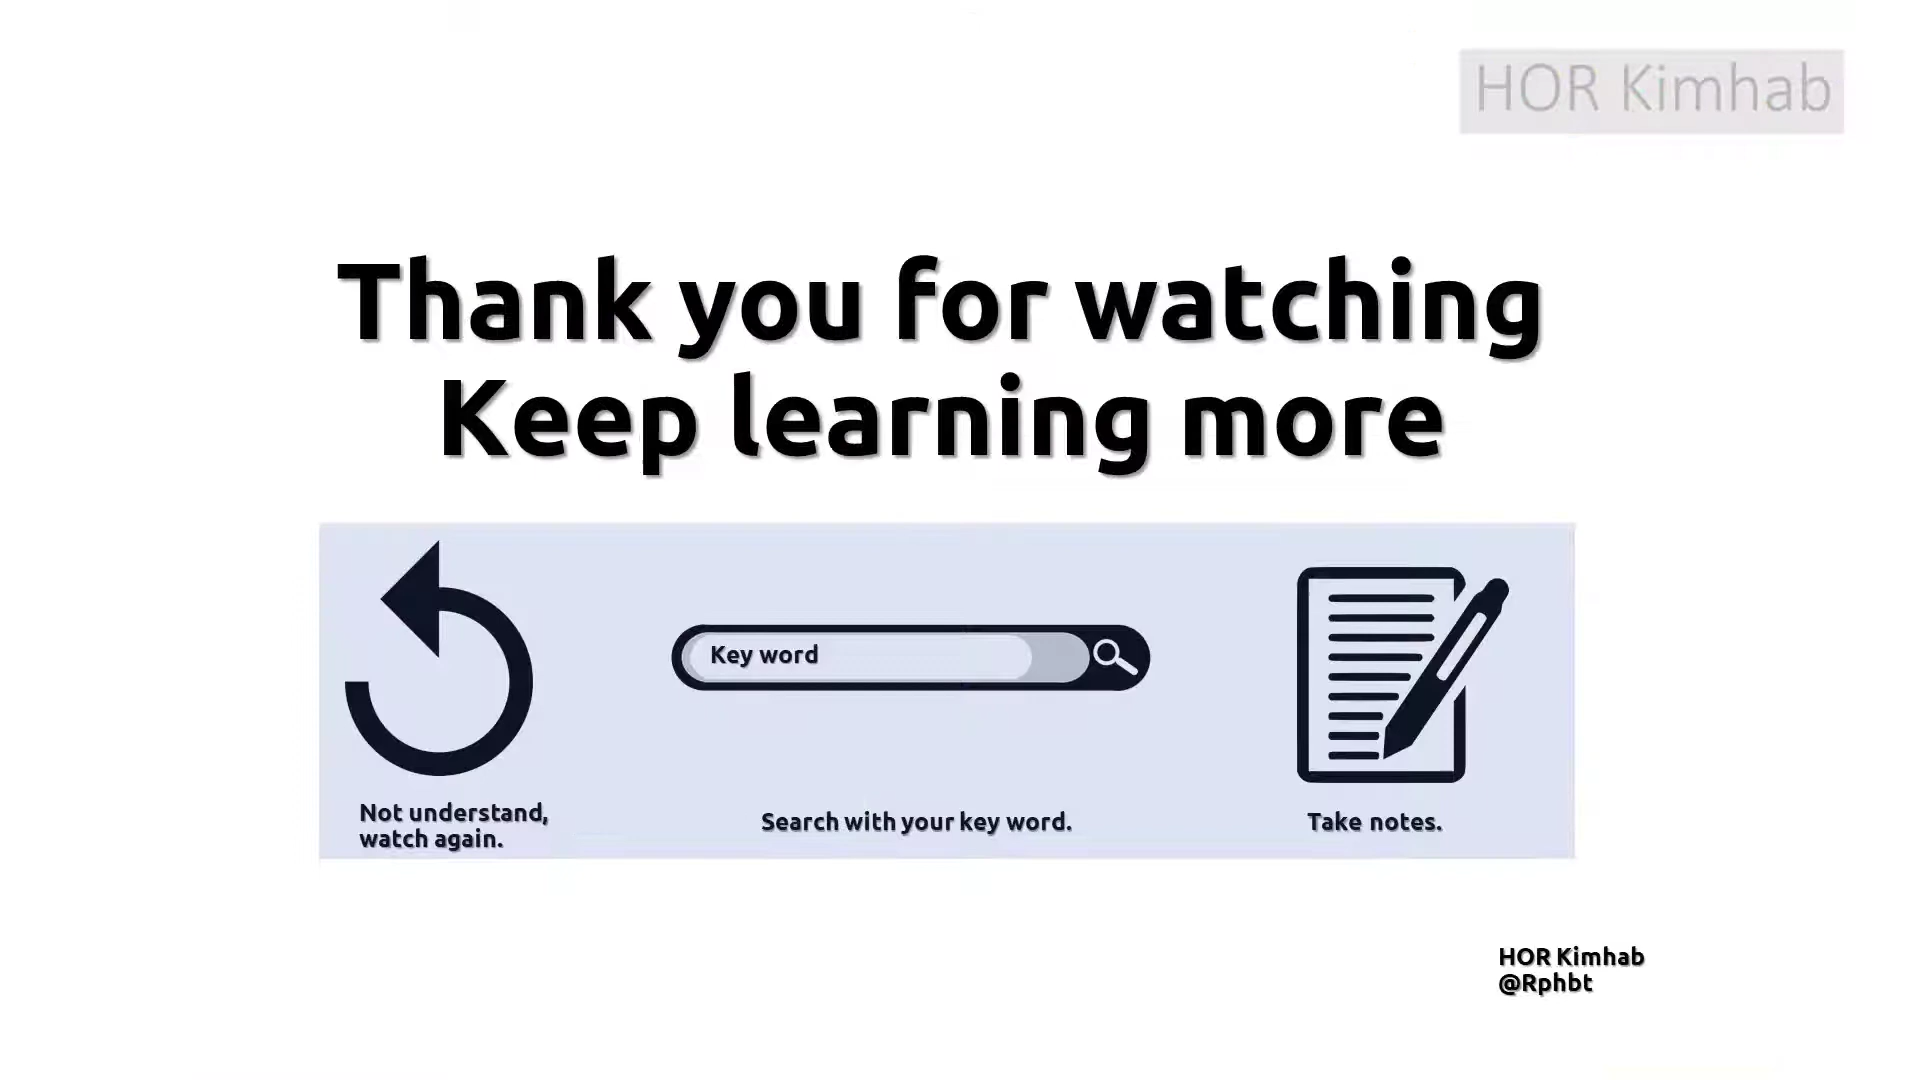 HOR Kimhab
Thank you for watching
Keep learning more
Key word
Not understand,
watch again.
Search with your key word.
Take notes.
HOR Kimhab
@Rphbt